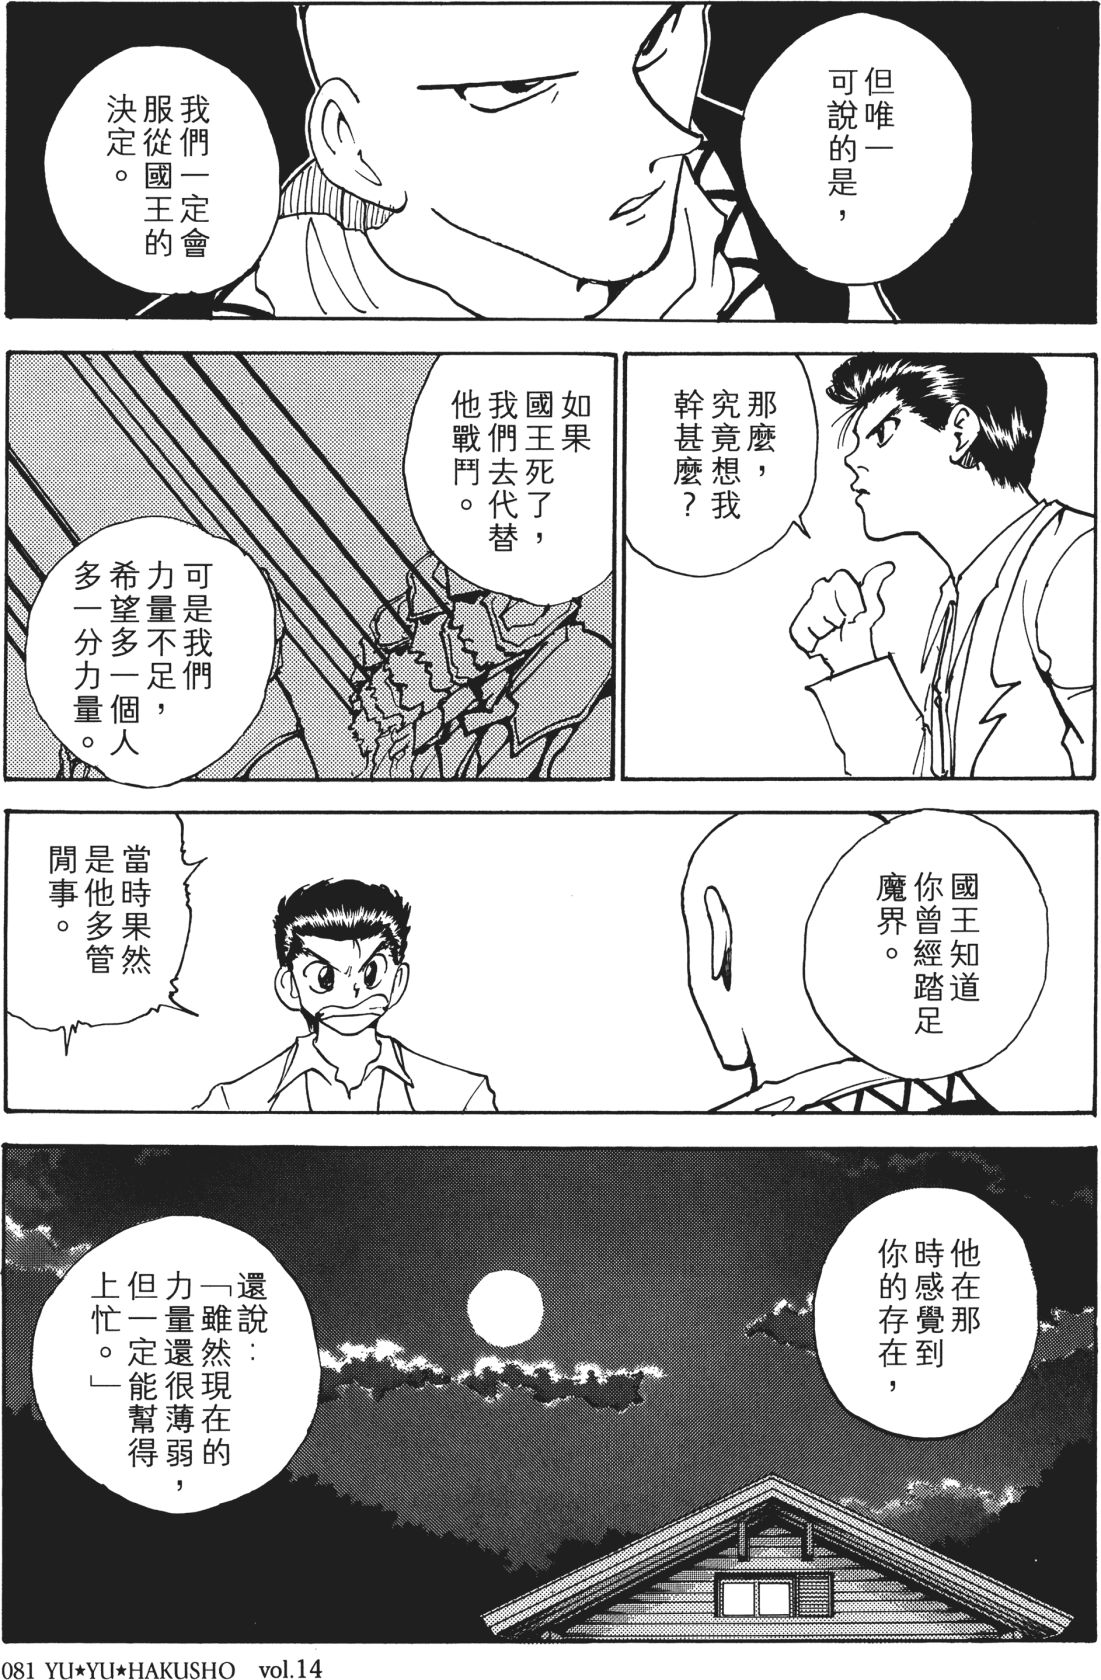 但唯一
可說的是，
我們一定會
服從國王的
決定。
那麼，
究竟想我
幹甚麼？
如果
國王死了，
我們去代替
他戰鬥。
可是我們
力量不足，
希望多一個人
多一分力量。
國王知道
你曾經踏足
魔界。
當時果然
是他多管
閒事。
他在那
時感覺到
你的存在，
還說：
「雖然現在的
力量還很薄弱，
但一定能幫得
上忙。」
081 YU★YU★HAKUSHO vol.14